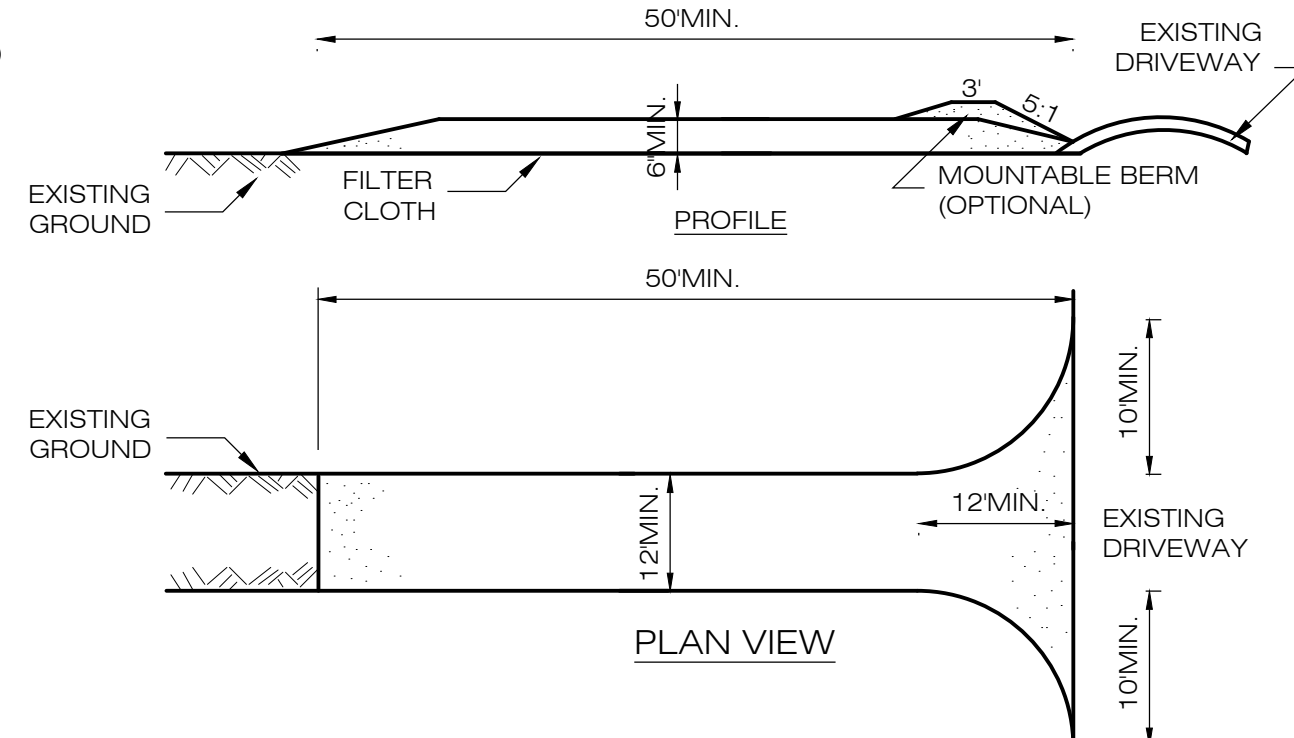 50'MIN.
EXISTING
DRIVEWAY
3'
5:1
6"MIN.
EXISTING
GROUND
FILTER
CLOTH
MOUNTABLE BERM
(OPTIONAL)
PROFILE
50'MIN.
10'MIN.
EXISTING
GROUND
12'MIN.
12'MIN.
EXISTING
DRIVEWAY
10'MIN.
PLAN VIEW